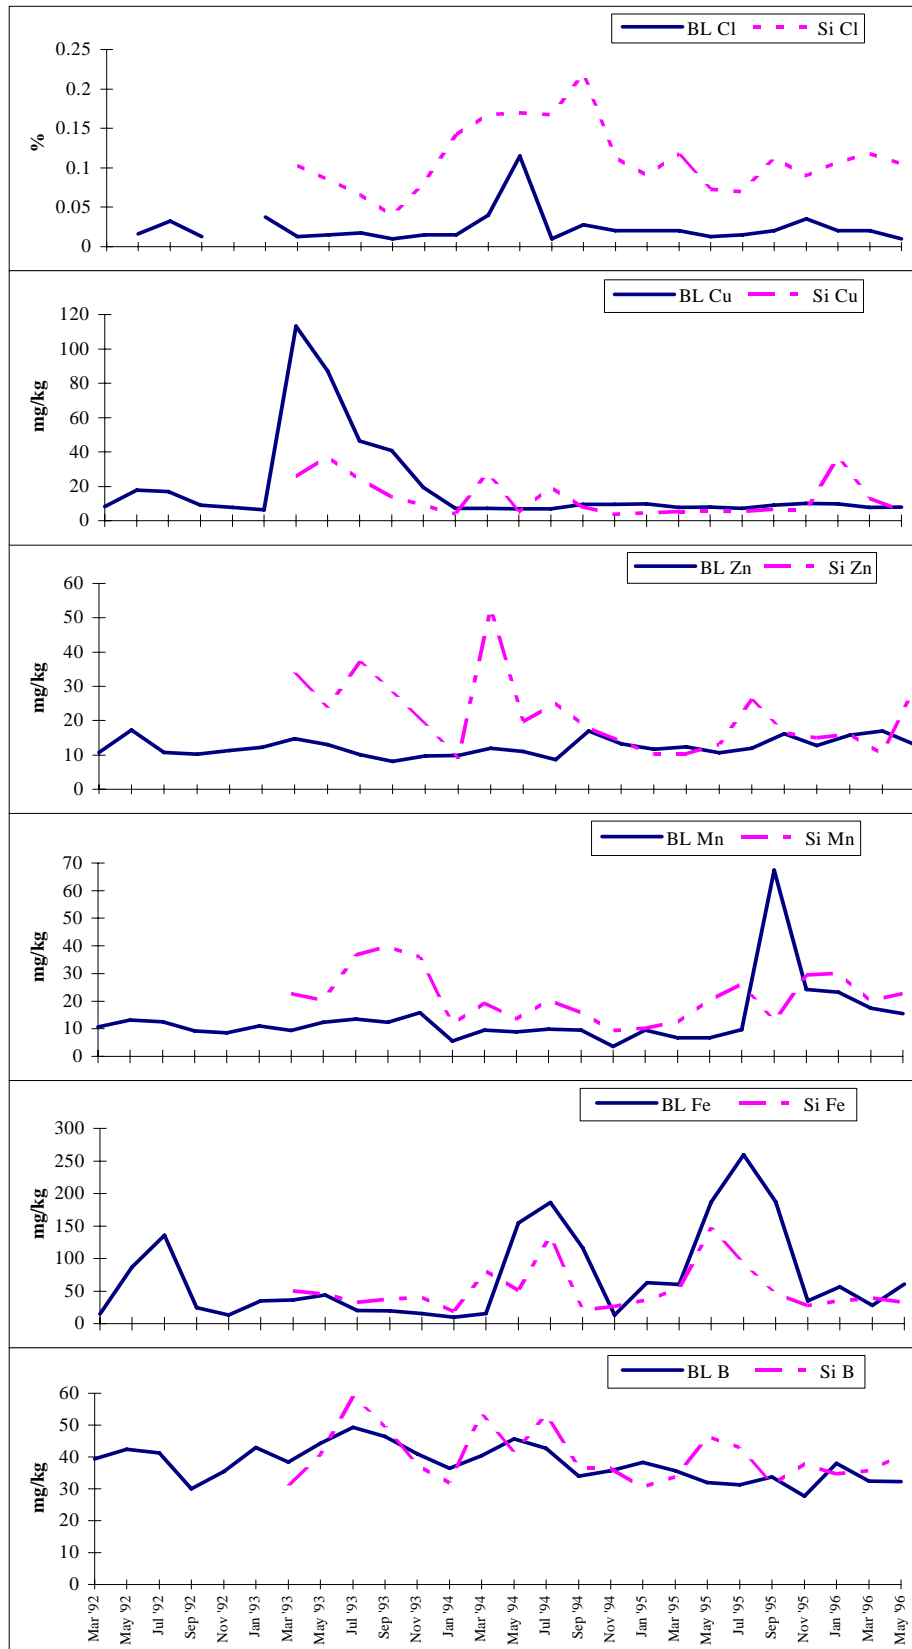 BL Cl Si Cl
0.25
0.2
0.15
0.1
0.05
0
%
BL Cu Si Cu
120
100
80
60
40
20
0
mg/kg
BL Zn Si Zn
60
50
40
30
20
10
0
mg/kg
BL Mn Si Mn
70
60
50
40
30
20
10
0
mg/kg
BL Fe Si Fe
300
250
200
150
100
50
0
mg/kg
BL B Si B
60
50
40
30
20
10
0
mg/kg
Mar '92
May '92
Jul '92
Sep '92
Nov '92
Jan '93
Mar '93
May '93
Jul '93
Sep '93
Nov '93
Jan '94
Mar '94
May '94
Jul '94
Sep '94
Nov '94
Jan '95
Mar '95
May '95
Jul '95
Sep '95
Nov '95
Jan '96
Mar '96
May '96